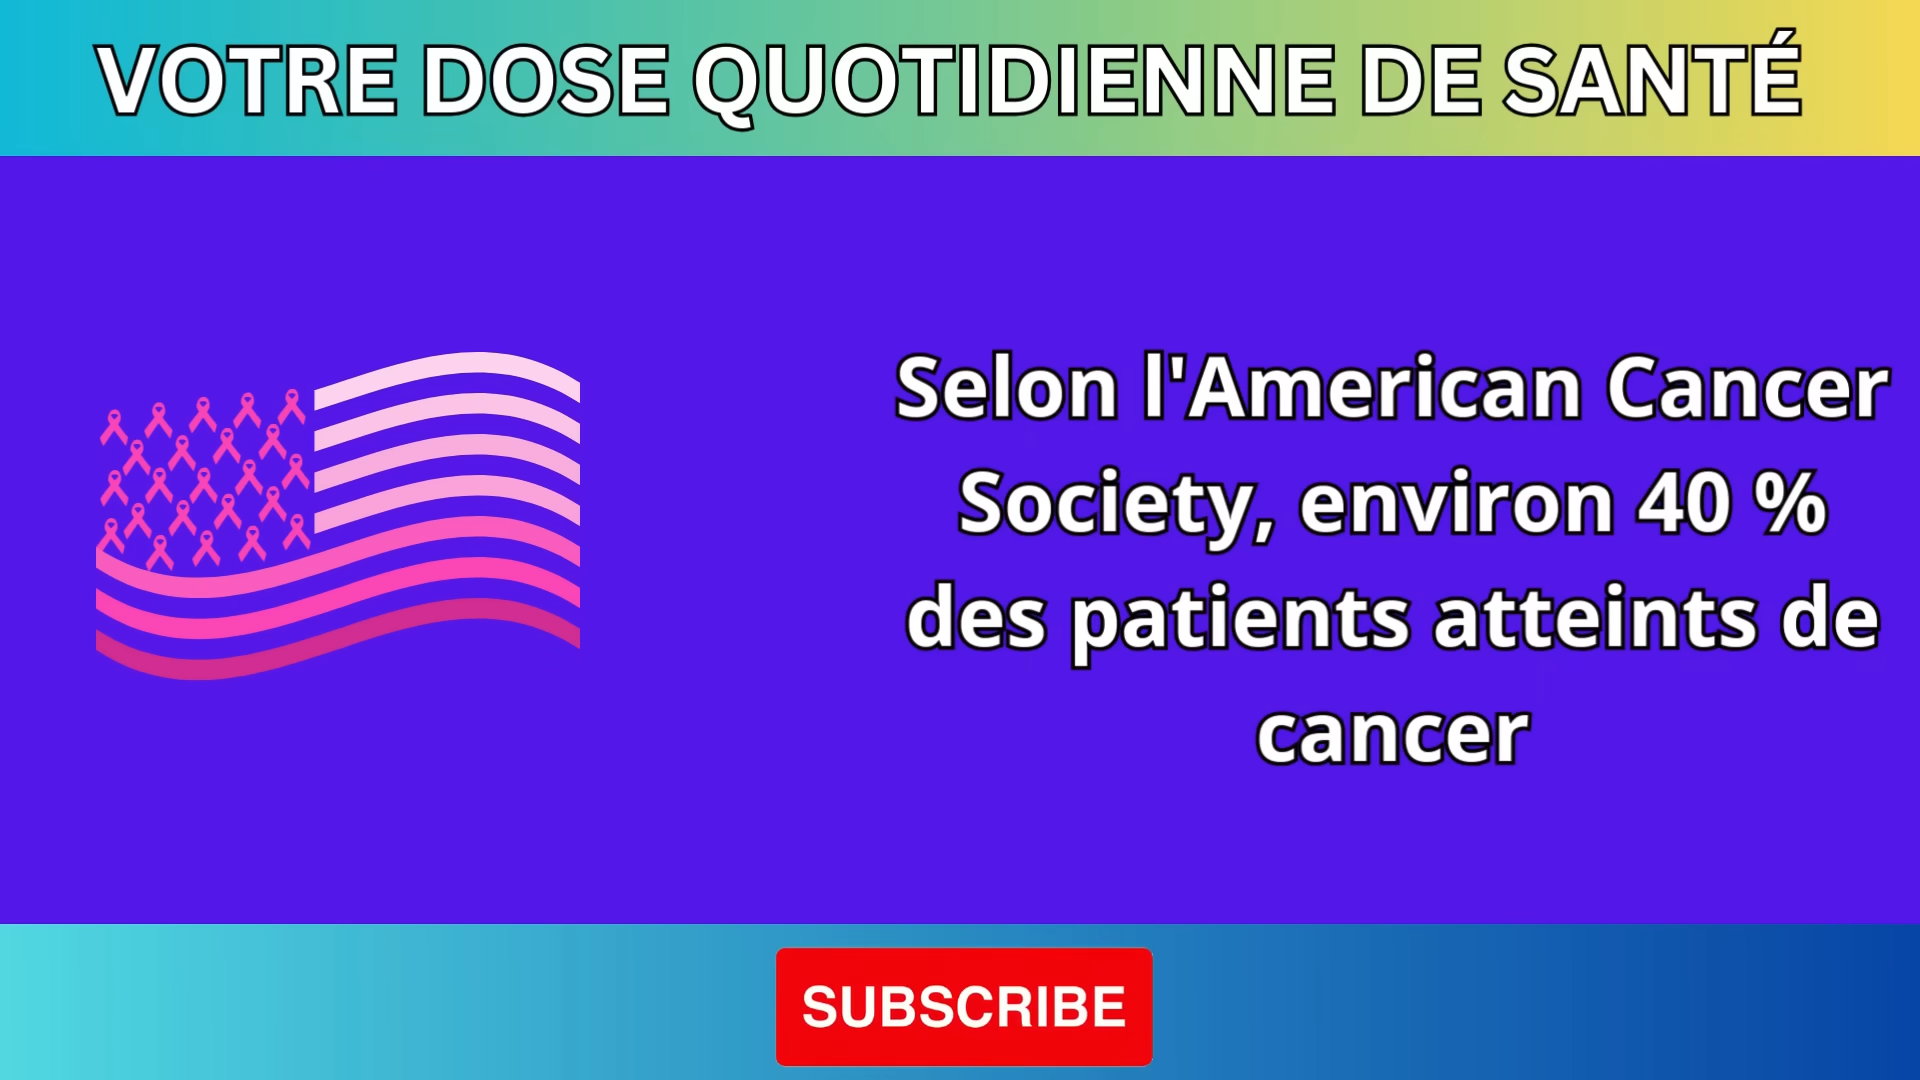 VOTRE DOSE QUOTIDIENNE DE SANTÉ
Selon l'American Cancer
Society, environ 40 %
des patients atteints de
cancer
SUBSCRIBE